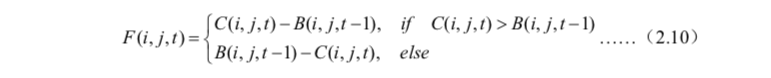 F(i, j,t) = { C(i, j,t) − B(i, j,t −1),   if   C(i, j,t) > B(i, j,t −1)
B(i, j,t −1) − C(i, j,t),   else …… （2.10）